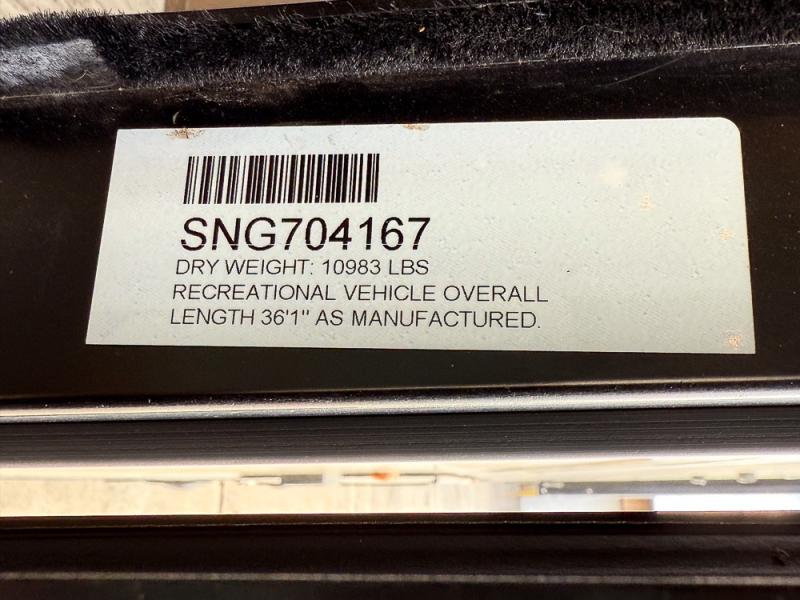 SNG704167
DRY WEIGHT: 10983 LBS
RECREATIONAL VEHICLE OVERALL
LENGTH 36'1" AS MANUFACTURED.